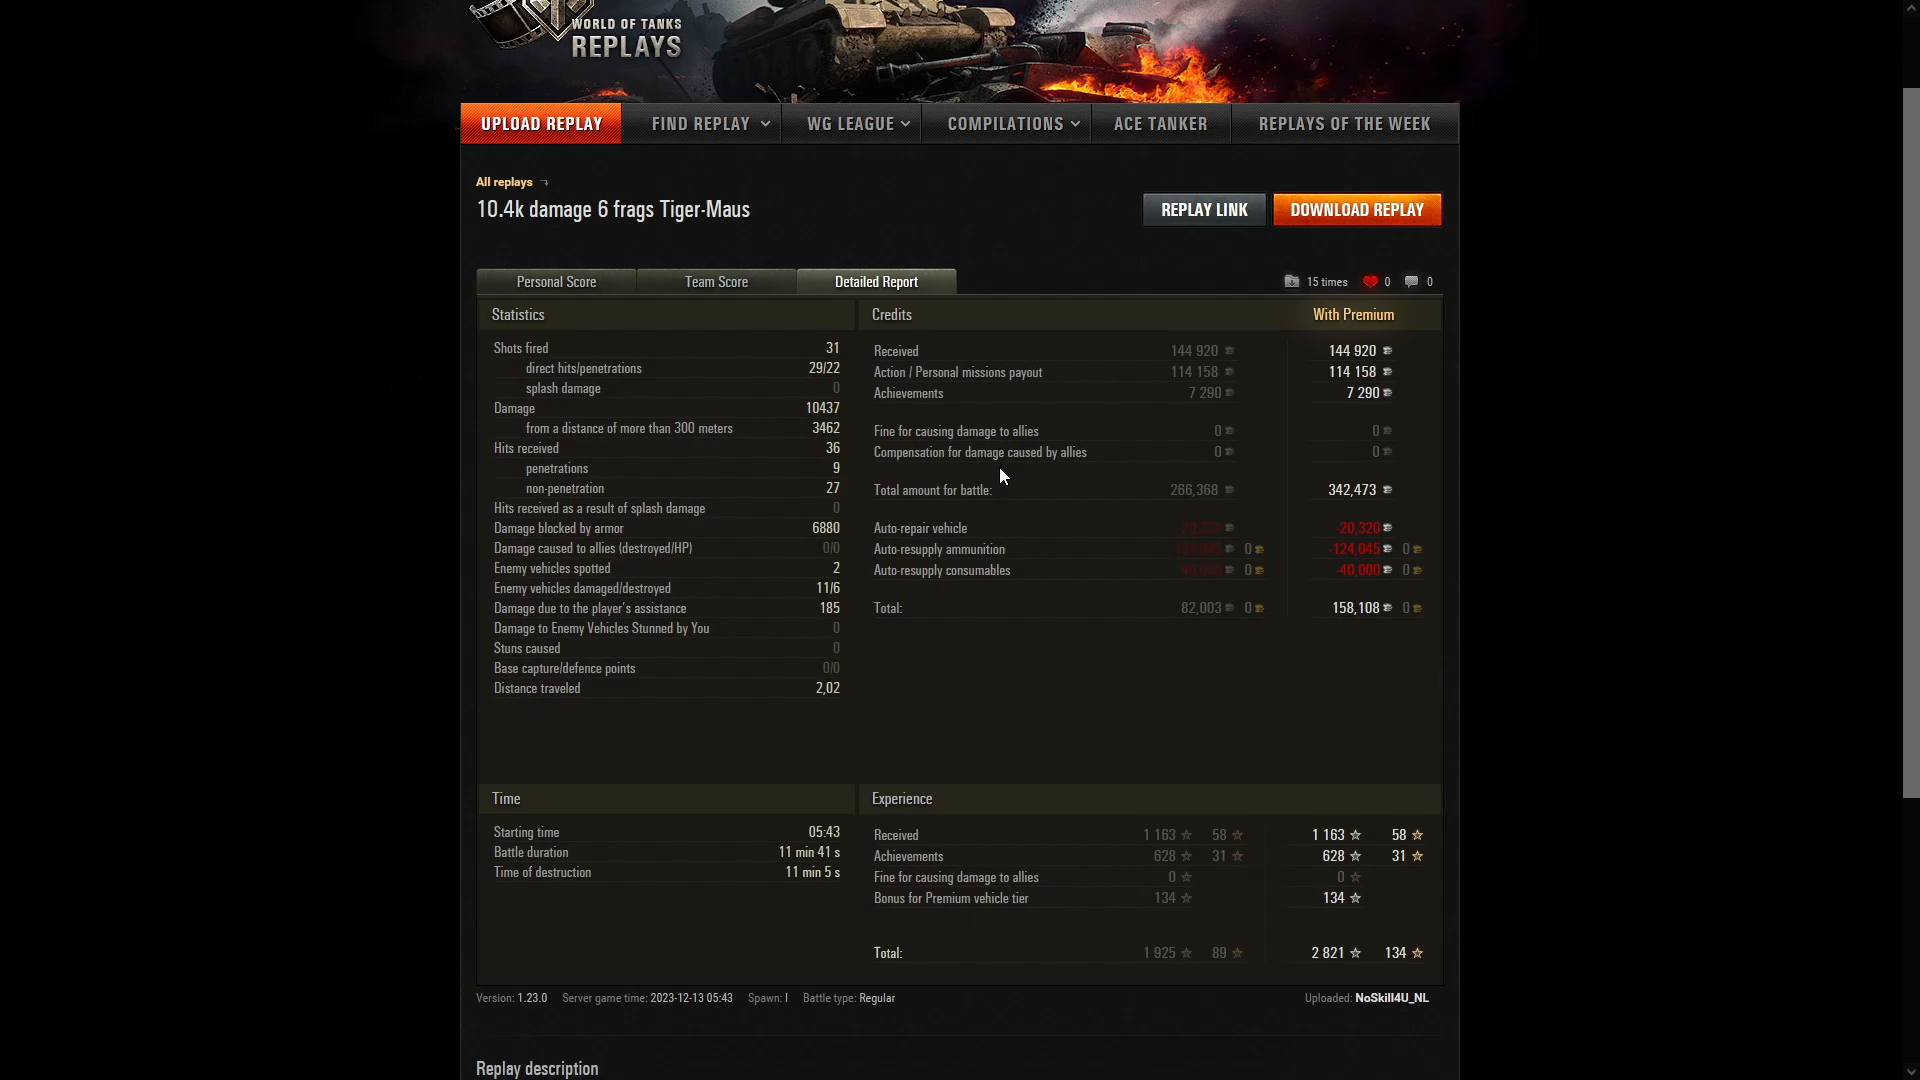 WORLD OF TANKS
REPLAYS
UPLOAD REPLAY FIND REPLAY WG LEAGUE COMPILATIONS ACE TANKER REPLAYS OF THE WEEK
All replays
10.4k damage 6 frags Tiger-Maus REPLAY LINK DOWNLOAD REPLAY
Personal Score Team Score Detailed Report 15 times 0 0
Statistics Credits With Premium
Shots fired 31
direct hits/penetrations 29/22
splash damage 0
Damage 10437
from a distance of more than 300 meters 3462
Hits received 36
penetrations 9
non-penetration 27
Hits received as a result of splash damage 0
Damage blocked by armor 6880
Damage caused to allies (destroyed/HP) 0/0
Enemy vehicles spotted 2
Enemy vehicles damaged/destroyed 11/6
Damage due to the player's assistance 185
Damage to Enemy Vehicles Stunned by You 0
Stuns caused 0
Base capture/defence points 0/0
Distance traveled 2,02
Received 144 920 144 920
Action / Personal missions payout 114 158 114 158
Achievements 7 290 7 290
Fine for causing damage to allies 0 0
Compensation for damage caused by allies 0 0
Total amount for battle: 266,368 342,473
Auto-repair vehicle -20,320 -20,320
Auto-resupply ammunition -124,045 0 -124,045 0
Auto-resupply consumables -40,000 0 -40,000 0
Total: 82,003 0 158,108 0
Time Experience
Starting time 05:43
Battle duration 11 min 41 s
Time of destruction 11 min 5 s
Received 1 163 58 1 163 58
Achievements 628 31 628 31
Fine for causing damage to allies 0 0
Bonus for Premium vehicle tier 134 134
Total: 1 925 89 2 821 134
Version: 1.23.0 Server game time: 2023-12-13 05:43 Spawn: I Battle type: Regular Uploaded: NoSkill4U_NL
Replay description